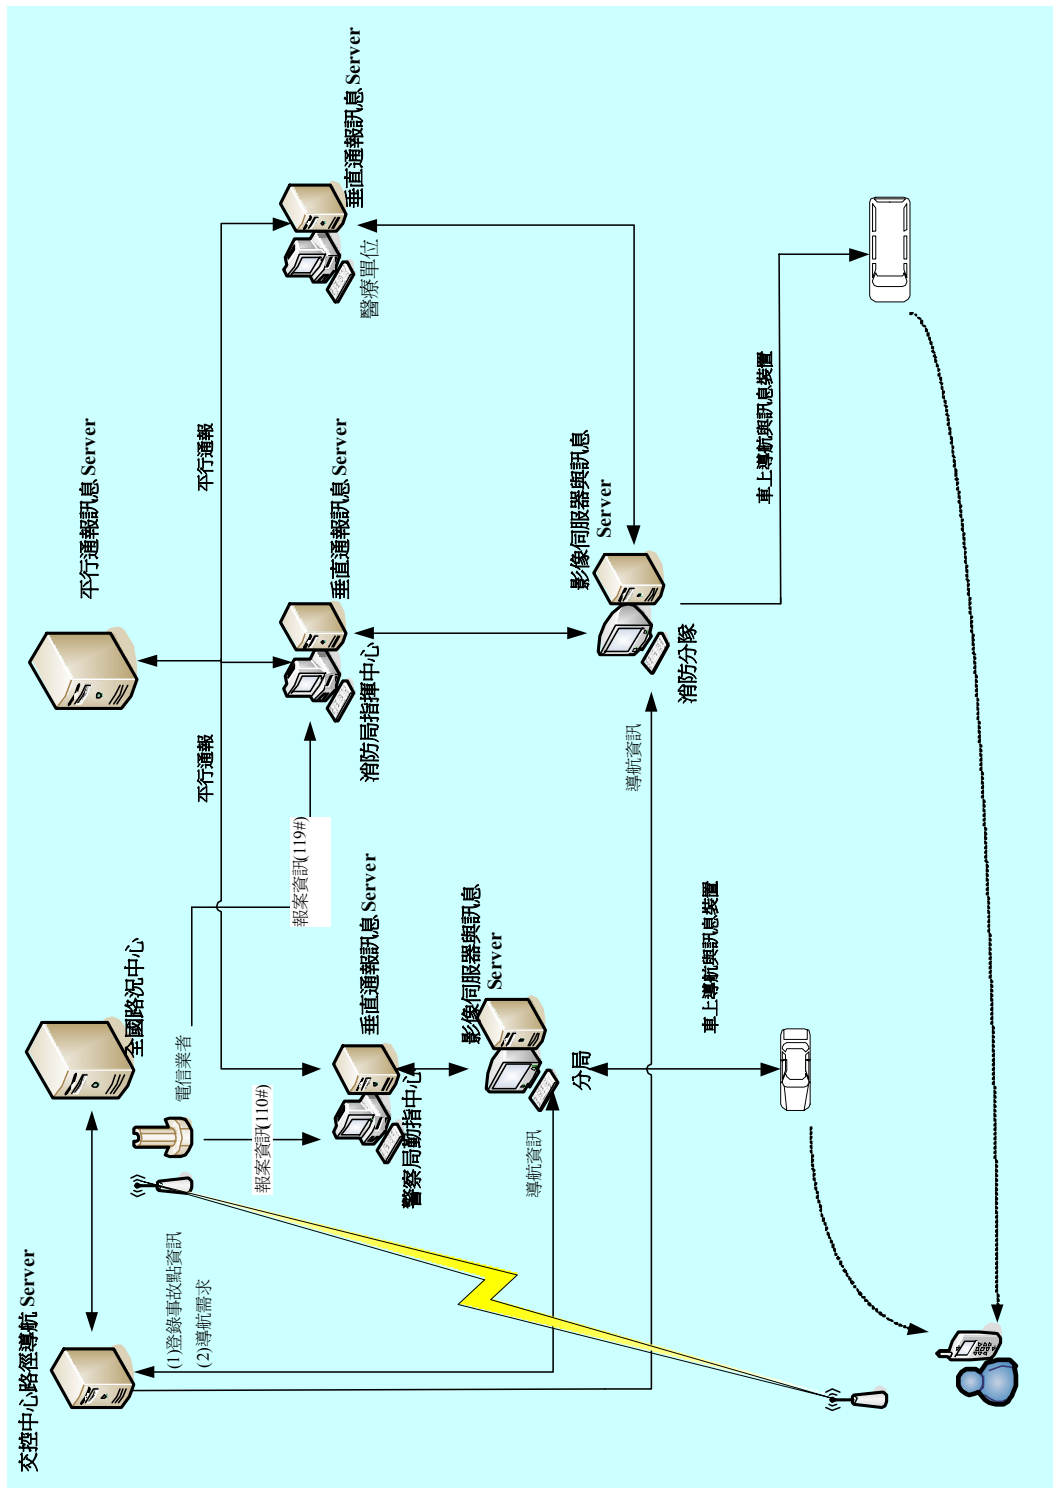 交控中心路徑導航 Server
全國路況中心
平行通報訊息 Server
(1)登錄事故點資訊
(2)導航需求
電信業者
平行通報
平行通報
報案資訊(110#)
報案資訊(119#)
垂直通報訊息 Server
警察局勤指中心
垂直通報訊息 Server
消防局指揮中心
垂直通報訊息 Server
醫療單位
影像伺服器與訊息
Server
分局
導航資訊
影像伺服器與訊息
Server
消防分隊
導航資訊
車上導航與訊息裝置
車上導航與訊息裝置